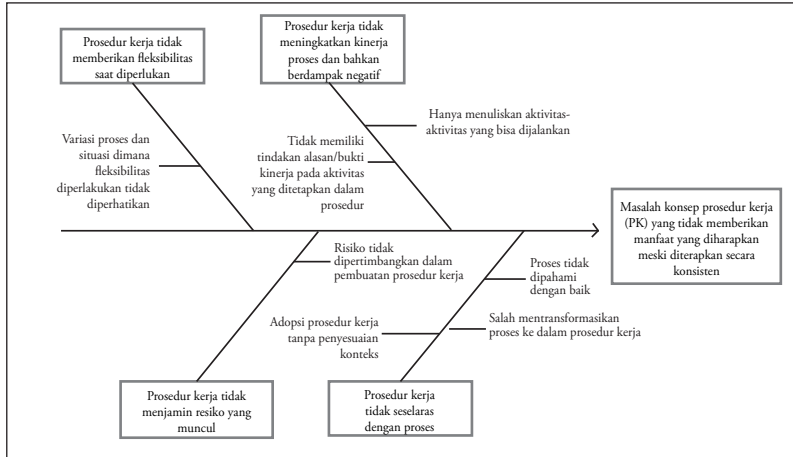 Prosedur kerja tidak
memberikan fleksibilitas
saat diperlukan
Prosedur kerja tidak
meningkatkan kinerja
proses dan bahkan
berdampak negatif
Hanya menuliskan aktivitas-
aktivitas yang bisa dijalankan
Variasi proses dan
situasi dimana
fleksibilitas
diperlakukan tidak
diperhatikan
Tidak memiliki
tindakan alasan/bukti
kinerja pada aktivitas
yang ditetapkan dalam
prosedur
Masalah konsep prosedur kerja
(PK) yang tidak memberikan
manfaat yang diharapkan
meski diterapkan secara
konsisten
Risiko tidak
dipertimbangkan dalam
pembuatan prosedur kerja
Proses tidak
dipahami
dengan baik
Adopsi prosedur kerja
tanpa penyesuaian
konteks
Salah mentransformasikan
proses ke dalam prosedur kerja
Prosedur kerja tidak
menjamin resiko yang
muncul
Prosedur kerja
tidak seselaras
dengan proses